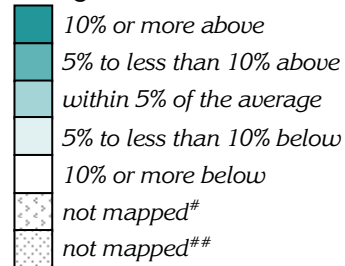 10% or more above
5% to less than 10% above
within 5% of the average
5% to less than 10% below
10% or more below
not mapped#
not mapped##